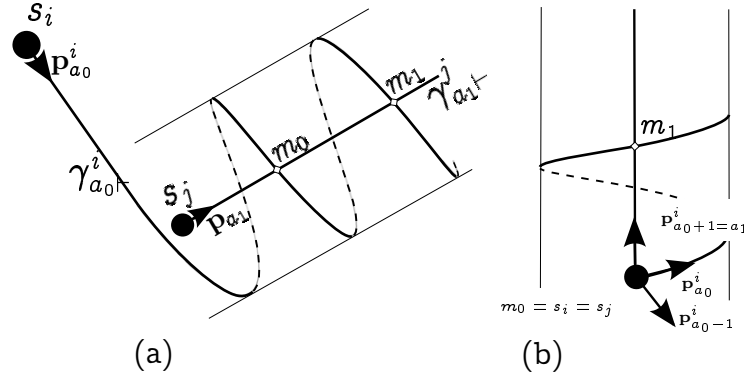 s_i
p^i_{a_0}
γ^i_{a_0}
s_j
p_{a_1}
m_0
m_1
γ^j_{a_1}
(a)
m_1
p^i_{a_0+1=a_1}
p^i_{a_0}
p^i_{a_0-1}
m_0 = s_i = s_j
(b)